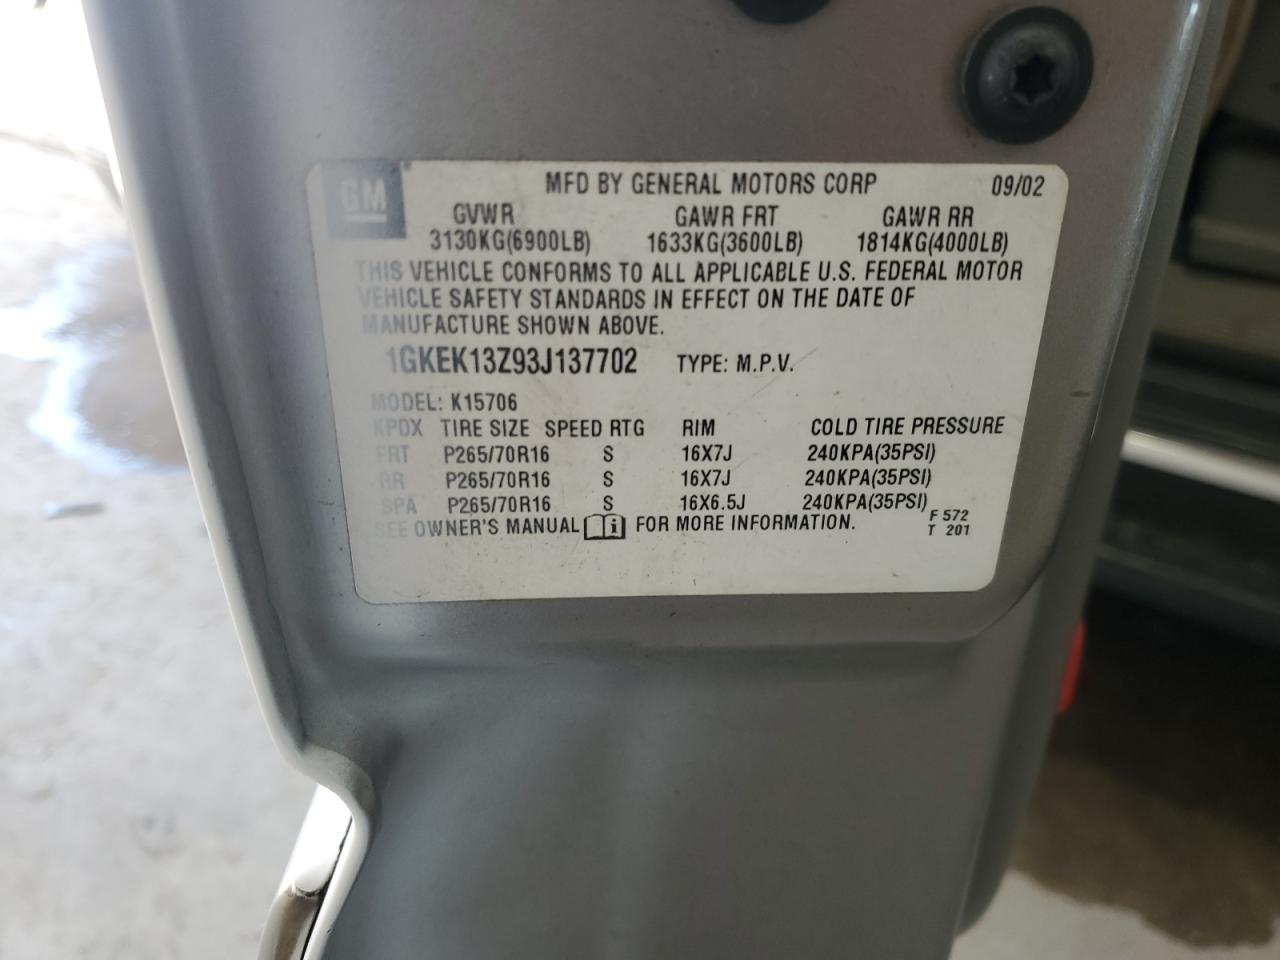 GM® MFD BY GENERAL MOTORS CORP 09/02
GVWR GAWR FRT GAWR RR
3130KG(6900LB) 1633KG(3600LB) 1814KG(4000LB)
THIS VEHICLE CONFORMS TO ALL APPLICABLE U.S. FEDERAL MOTOR
VEHICLE SAFETY STANDARDS IN EFFECT ON THE DATE OF
MANUFACTURE SHOWN ABOVE.
1GKEK13Z93J137702 TYPE: M.P.V.
MODEL: K15706
KPDX TIRE SIZE SPEED RTG RIM COLD TIRE PRESSURE
FRT P265/70R16 S 16X7J 240KPA(35PSI)
RR P265/70R16 S 16X7J 240KPA(35PSI)
SPA P265/70R16 S 16X6.5J 240KPA(35PSI)
SEE OWNER'S MANUAL i FOR MORE INFORMATION.
F 572
T 201